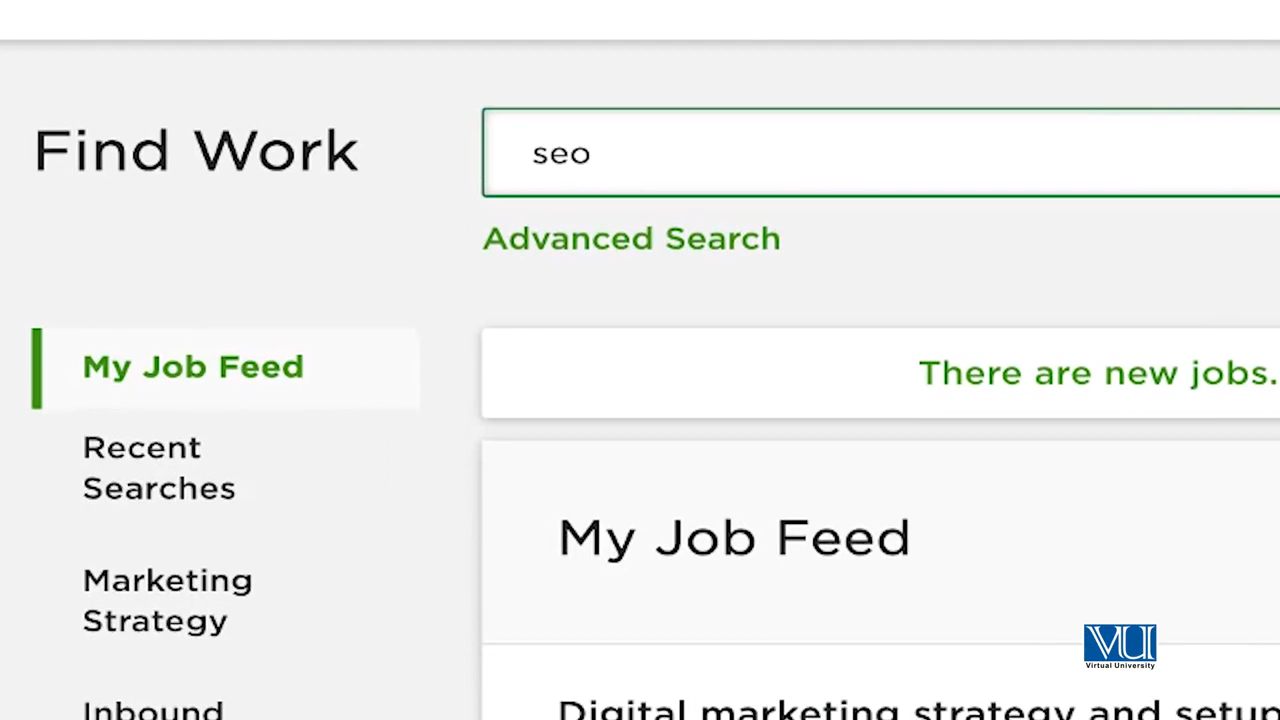 Find Work
seo
Advanced Search
My Job Feed
There are new jobs.
Recent
Searches
My Job Feed
Marketing
Strategy
VU
Virtual University
Inbound
Digital marketing strategy and setup